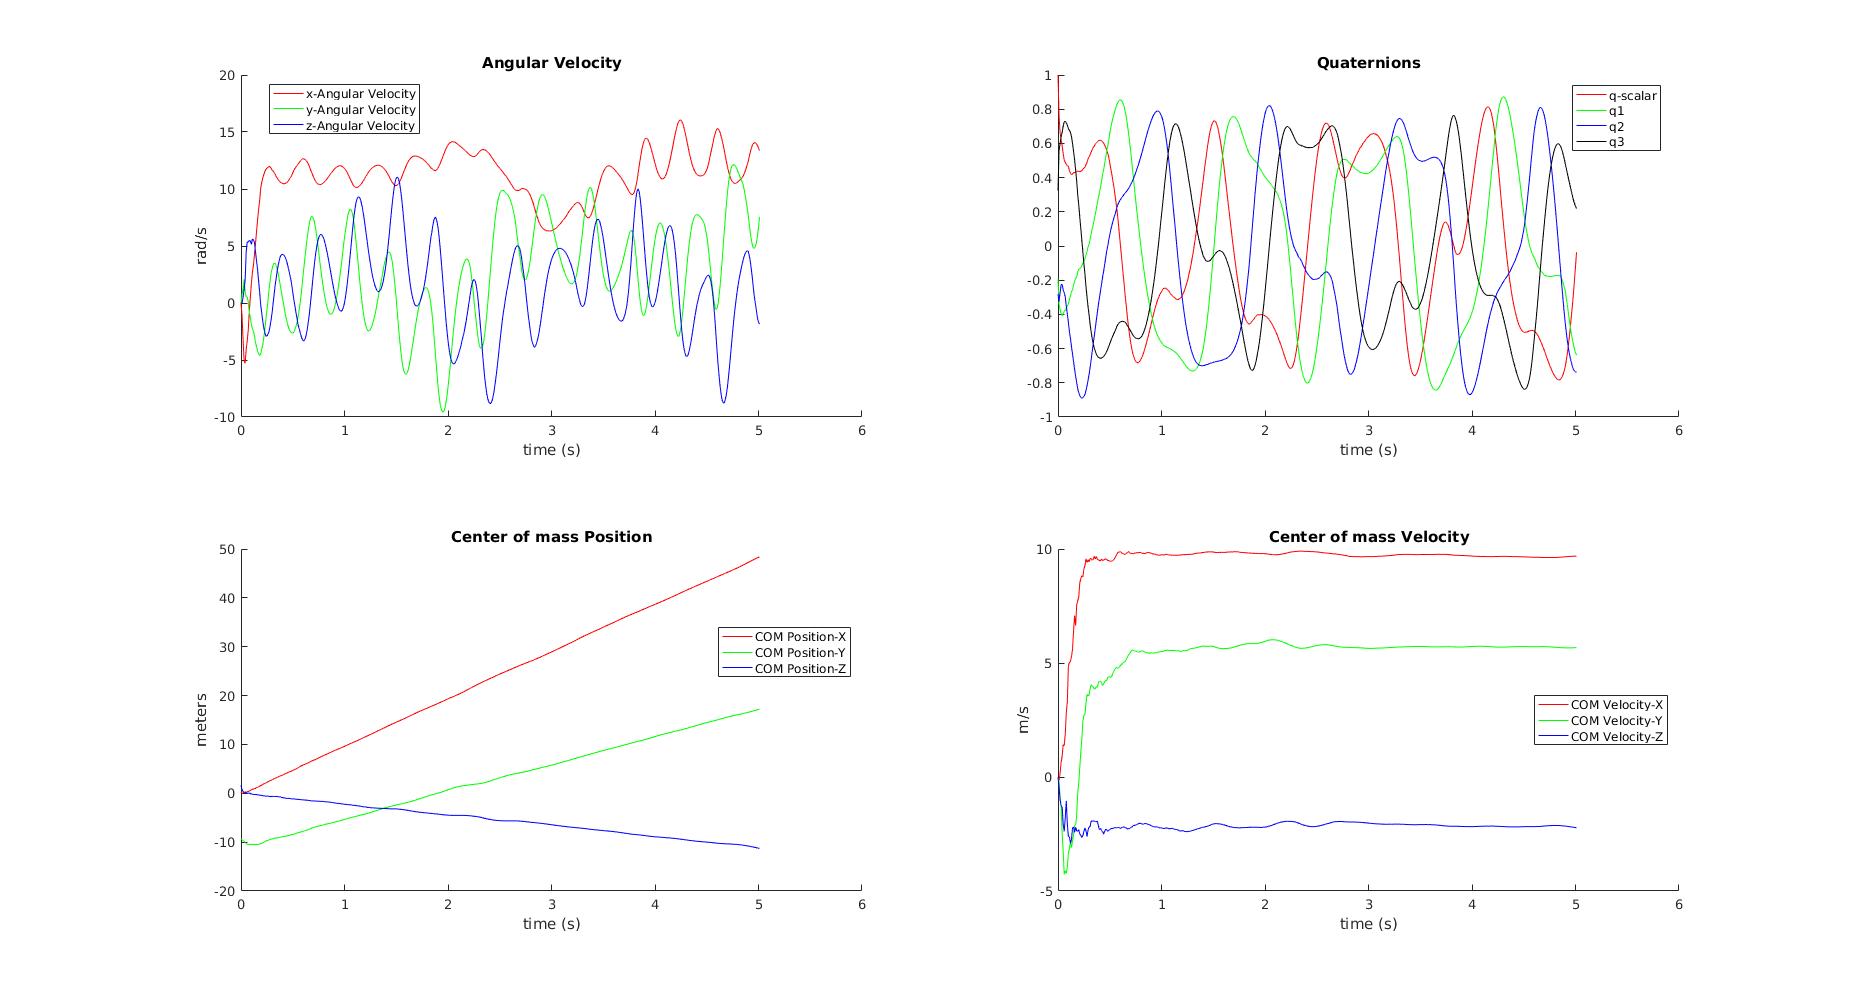 Angular Velocity
20
15
10
5
0
-5
-10
rad/s
x-Angular Velocity
y-Angular Velocity
z-Angular Velocity
0 1 2 3 4 5 6
time (s)
Quaternions
1
0.8
0.6
0.4
0.2
0
-0.2
-0.4
-0.6
-0.8
-1
q-scalar
q1
q2
q3
0 1 2 3 4 5 6
time (s)
Center of mass Position
50
40
30
20
10
0
-10
-20
meters
COM Position-X
COM Position-Y
COM Position-Z
0 1 2 3 4 5 6
time (s)
Center of mass Velocity
10
5
0
-5
m/s
COM Velocity-X
COM Velocity-Y
COM Velocity-Z
0 1 2 3 4 5 6
time (s)